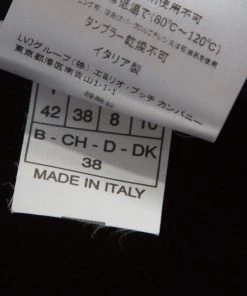 使用不可
低温で(80℃〜120℃)
タンブラー乾燥不可
イタリア製
LVJグループ(株)エミリオ・プッチ カンパニー
東京都港区南青山1-1-1
42 38 8 10
B - CH - D - DK
38
MADE IN ITALY